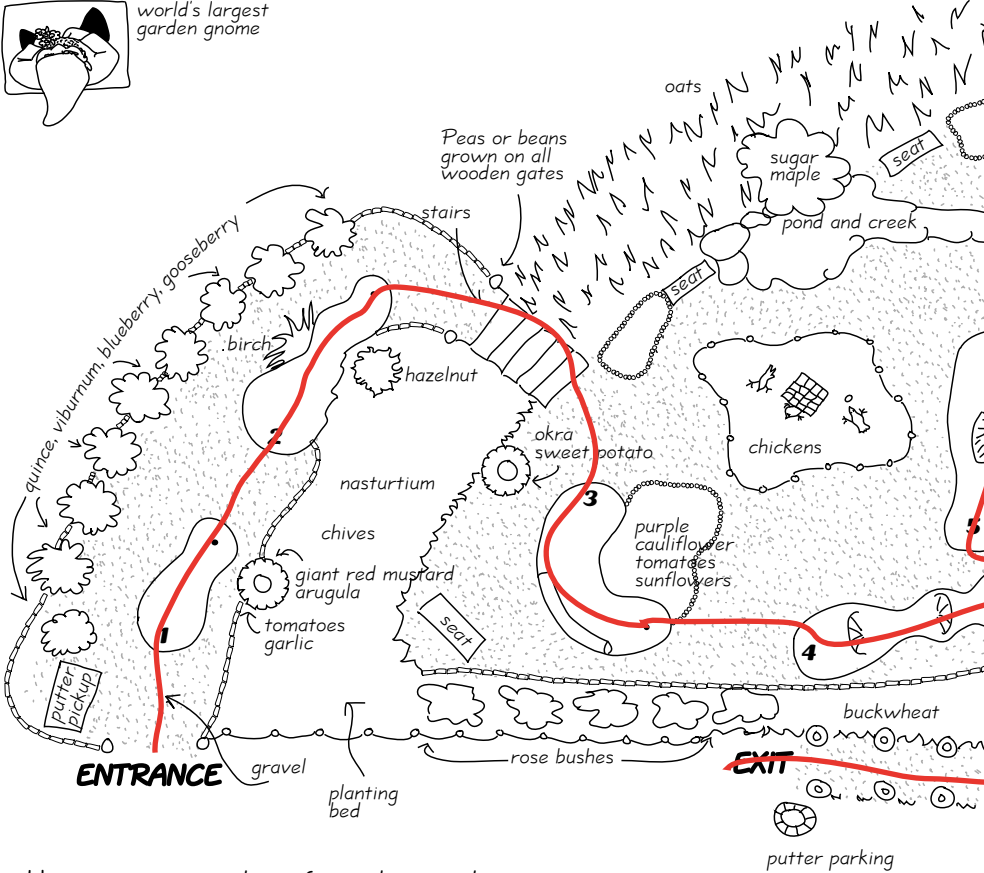 world's largest
garden gnome
oats
Peas or beans
grown on all
wooden gates
sugar
maple
seat
stairs
pond and creek
quince, viburnum, blueberry, gooseberry
seat
birch
hazelnut
okra
sweet potato
chickens
2
nasturtium
3
5
purple
cauliflower
tomatoes
sunflowers
chives
giant red mustard
arugula
1
tomatoes
garlic
seat
4
putter
pickup
buckwheat
rose bushes
EXIT
ENTRANCE
gravel
planting
bed
putter parking